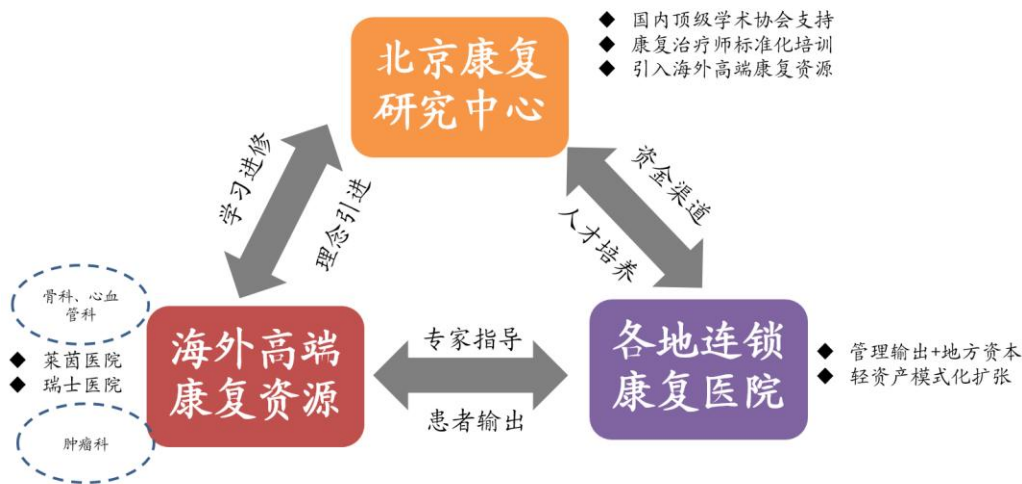 北京康复
研究中心
◆ 国内顶级学术协会支持
◆ 康复治疗师标准化培训
◆ 引入海外高端康复资源
学习进修
理念引进
资金渠道
人才培养
骨科、心血
管科
◆ 莱茵医院
◆ 瑞士医院
肿瘤科
海外高端
康复资源
专家指导
患者输出
各地连锁
康复医院
◆ 管理输出+地方资本
◆ 轻资产模式化扩张